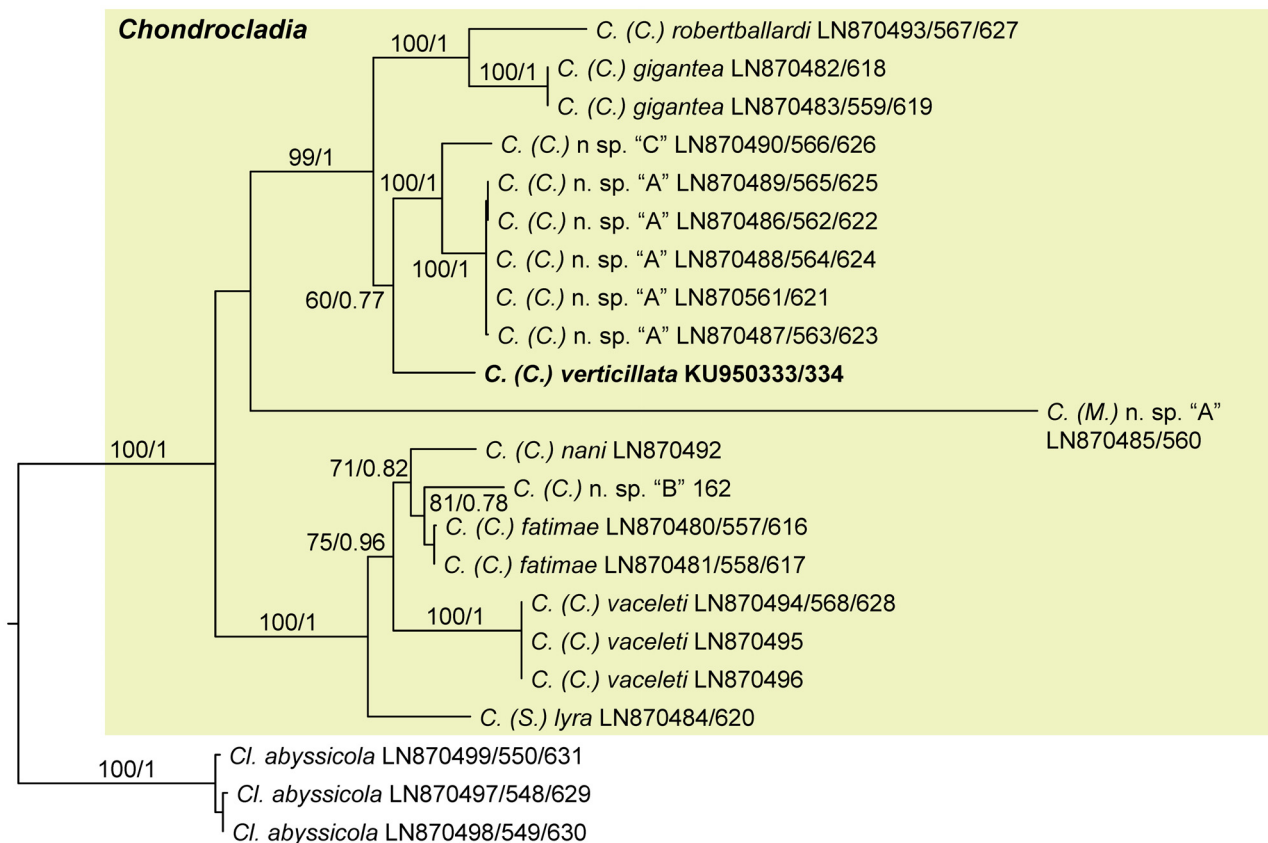 Chondrocladia
C. (C.) robertballardi LN870493/567/627
100/1
C. (C.) gigantea LN870482/618
100/1
C. (C.) gigantea LN870483/559/619
C. (C.) n sp. “C” LN870490/566/626
99/1
100/1
C. (C.) n. sp. “A” LN870489/565/625
C. (C.) n. sp. “A” LN870486/562/622
C. (C.) n. sp. “A” LN870488/564/624
100/1
C. (C.) n. sp. “A” LN870561/621
60/0.77
C. (C.) n. sp. “A” LN870487/563/623
C. (C.) verticillata KU950333/334
C. (M.) n. sp. “A”
LN870485/560
100/1
C. (C.) nani LN870492
71/0.82
C. (C.) n. sp. “B” 162
81/0.78
C. (C.) fatimae LN870480/557/616
75/0.96
C. (C.) fatimae LN870481/558/617
C. (C.) vaceleti LN870494/568/628
100/1
100/1
C. (C.) vaceleti LN870495
C. (C.) vaceleti LN870496
C. (S.) lyra LN870484/620
Cl. abyssicola LN870499/550/631
100/1
Cl. abyssicola LN870497/548/629
Cl. abyssicola LN870498/549/630